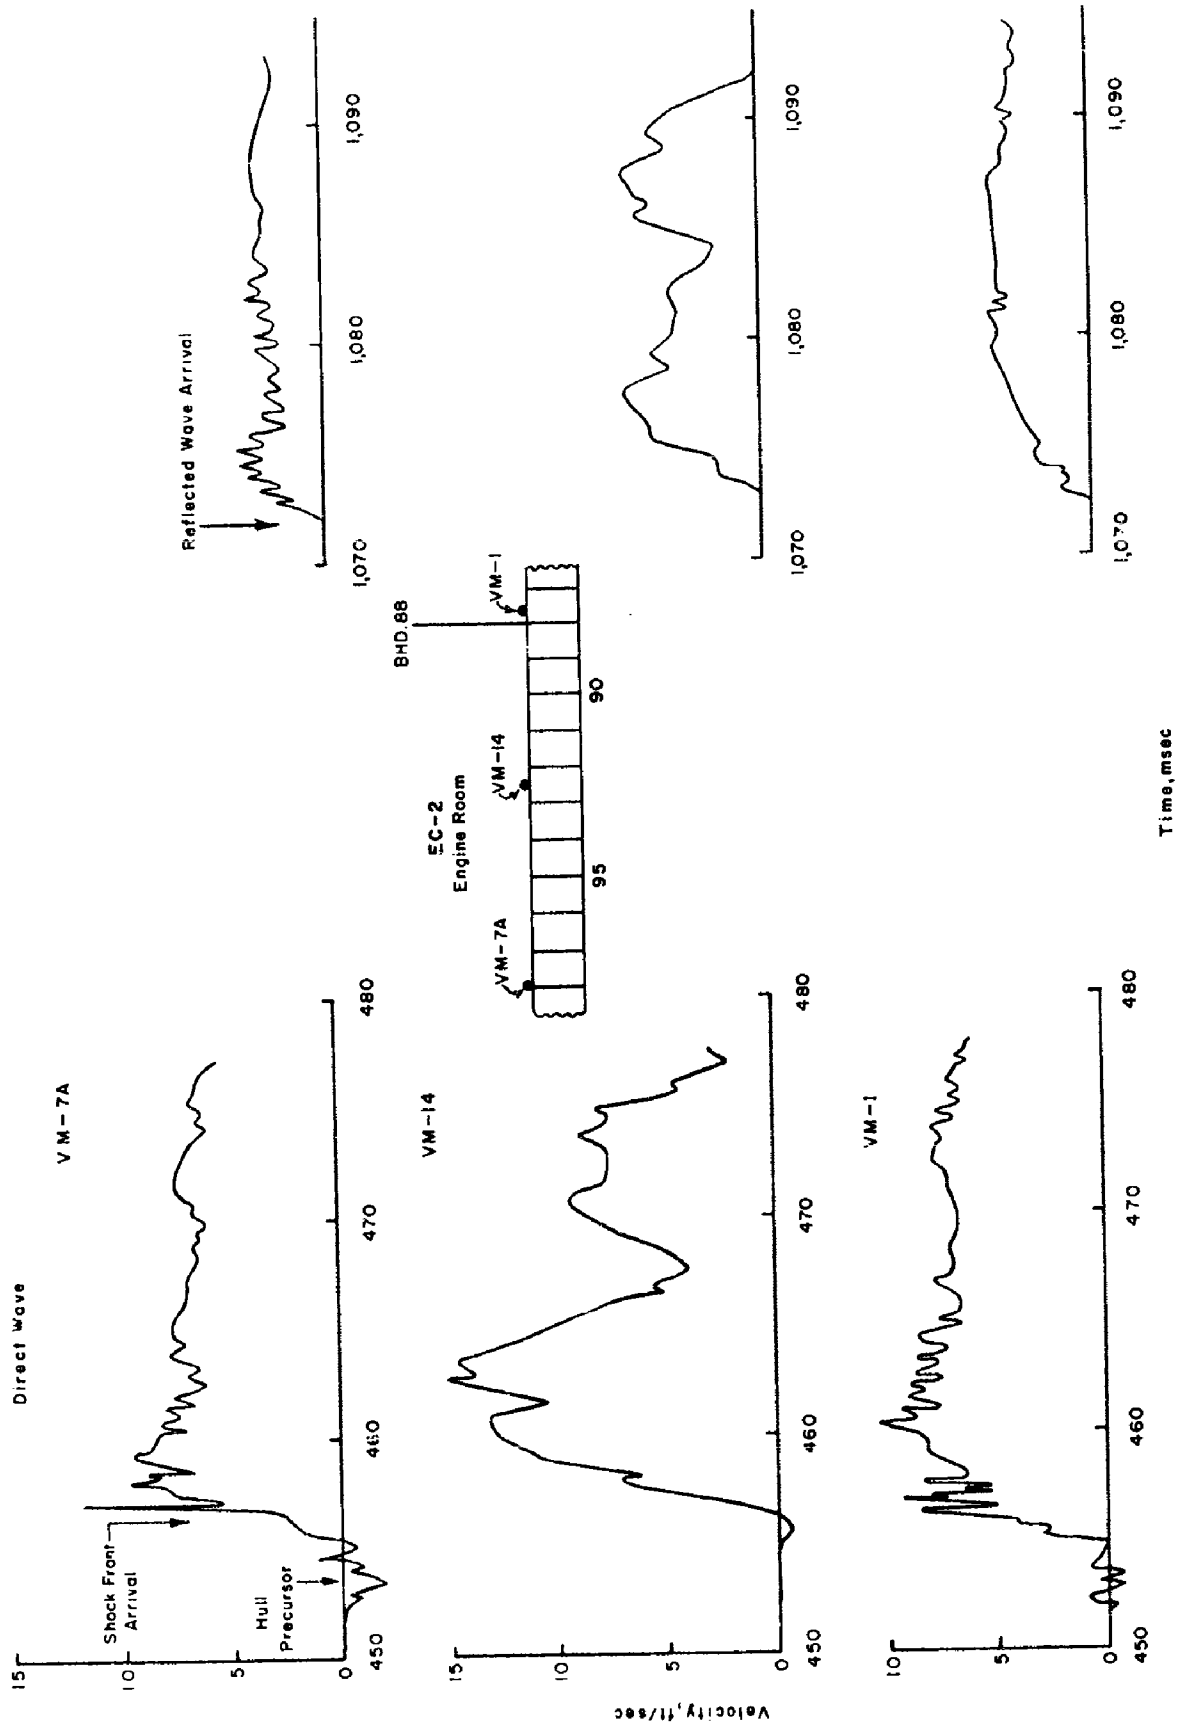 Direct Wave
VM-7A
15
10
5
0
450
460
470
480
Shock Front
Arrival
Hull
Precursor
Reflected Wave Arrival
1,070
1,080
1,090
EC-2
Engine Room
VM-7A
VM-14
VM-1
BHD.88
95
90
VM-14
15
10
5
0
450
460
470
480
1,070
1,080
1,090
VM-1
10
5
0
450
460
470
480
1,070
1,080
1,090
Velocity,ft/sec
Time,msec